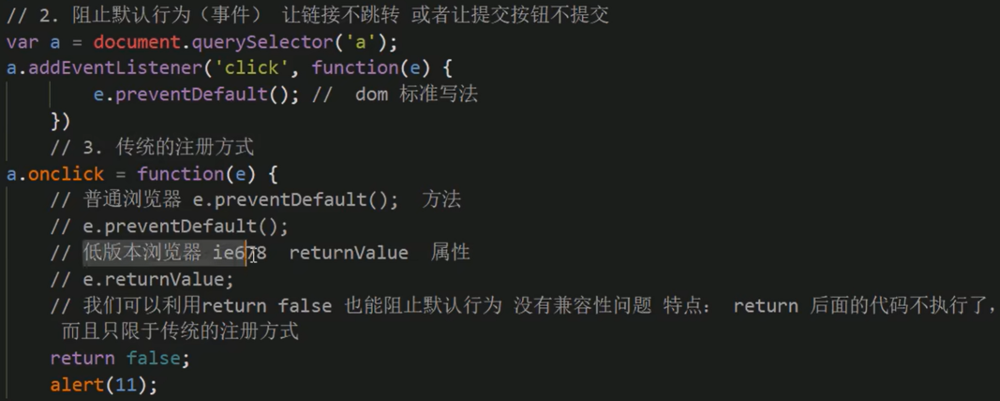 // 2. 阻止默认行为（事件） 让链接不跳转 或者让提交按钮不提交
var a = document.querySelector('a');
a.addEventListener('click', function(e) {
e.preventDefault(); //  dom 标准写法
})
// 3. 传统的注册方式
a.onclick = function(e) {
// 普通浏览器 e.preventDefault();  方法
// e.preventDefault();
// 低版本浏览器 ie678  returnValue  属性
// e.returnValue;
// 我们可以利用return false 也能阻止默认行为 没有兼容性问题 特点： return 后面的代码不执行了，
而且只限于传统的注册方式
return false;
alert(11);